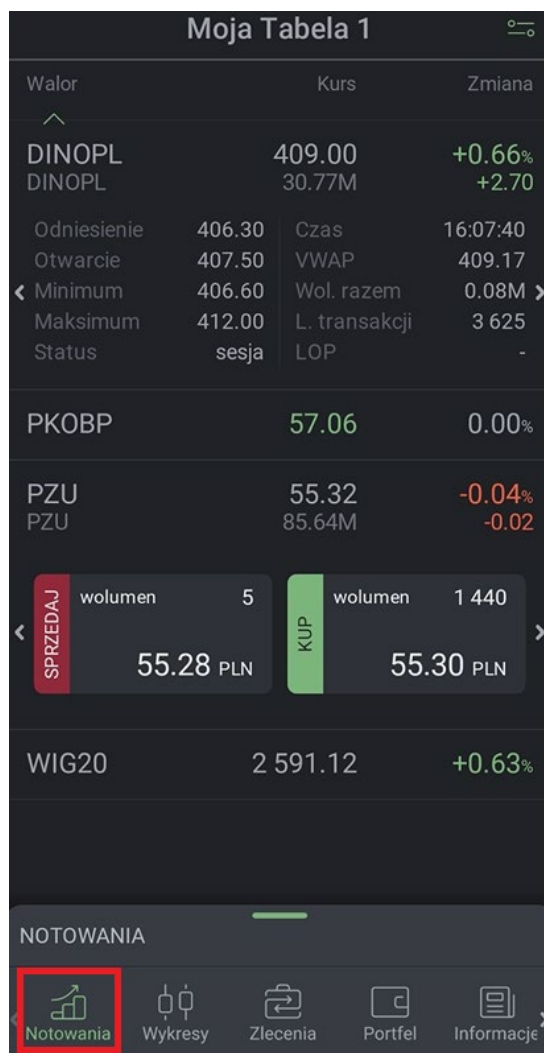 Moja Tabela 1
Walor Kurs Zmiana
DINOPL 409.00 +0.66%
DINOPL 30.77M +2.70
Odniesienie 406.30 Czas 16:07:40
Otwarcie 407.50 VWAP 409.17
Minimum 406.60 Wol. razem 0.08M
Maksimum 412.00 L. transakcji 3 625
Status sesja LOP -
PKOBP 57.06 0.00%
PZU 55.32 -0.04%
PZU 85.64M -0.02
SPRZEDAJ wolumen 5 KUP wolumen 1 440
55.28 PLN 55.30 PLN
WIG20 2 591.12 +0.63%
NOTOWANIA
Notowania Wykresy Zlecenia Portfel Informacje